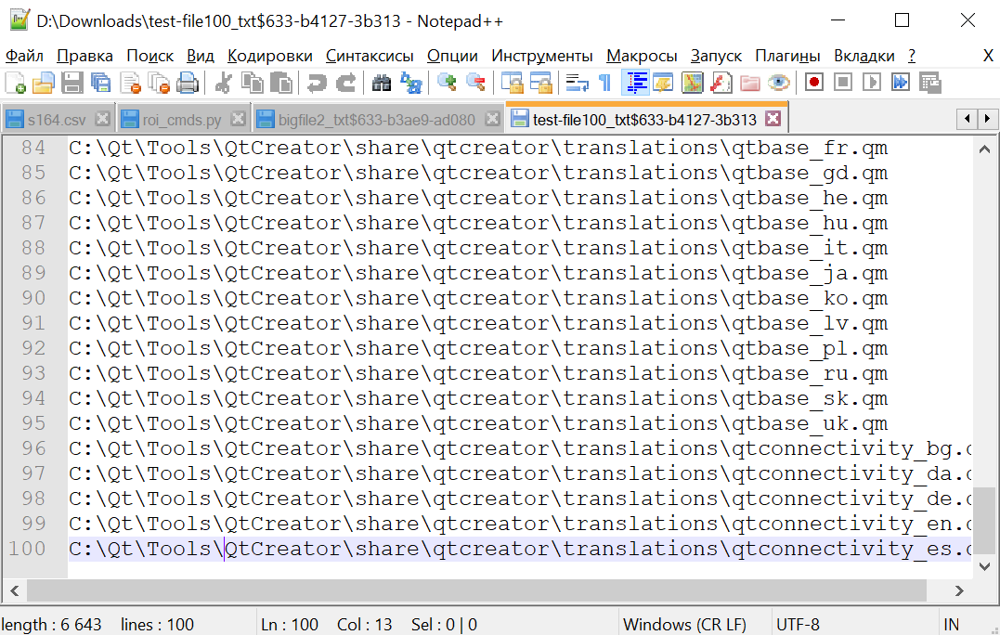 D:\Downloads\test-file100_txt$633-b4127-3b313 - Notepad++
Файл Правка Поиск Вид Кодировки Синтаксисы Опции Инструменты Макросы Запуск Плагины Вкладки ? X
s164.csv roi_cmds.py bigfile2_txt$633-b3ae9-ad080 test-file100_txt$633-b4127-3b313
84 C:\Qt\Tools\QtCreator\share\qtcreator\translations\qtbase_fr.qm
85 C:\Qt\Tools\QtCreator\share\qtcreator\translations\qtbase_gd.qm
86 C:\Qt\Tools\QtCreator\share\qtcreator\translations\qtbase_he.qm
87 C:\Qt\Tools\QtCreator\share\qtcreator\translations\qtbase_hu.qm
88 C:\Qt\Tools\QtCreator\share\qtcreator\translations\qtbase_it.qm
89 C:\Qt\Tools\QtCreator\share\qtcreator\translations\qtbase_ja.qm
90 C:\Qt\Tools\QtCreator\share\qtcreator\translations\qtbase_ko.qm
91 C:\Qt\Tools\QtCreator\share\qtcreator\translations\qtbase_lv.qm
92 C:\Qt\Tools\QtCreator\share\qtcreator\translations\qtbase_pl.qm
93 C:\Qt\Tools\QtCreator\share\qtcreator\translations\qtbase_ru.qm
94 C:\Qt\Tools\QtCreator\share\qtcreator\translations\qtbase_sk.qm
95 C:\Qt\Tools\QtCreator\share\qtcreator\translations\qtbase_uk.qm
96 C:\Qt\Tools\QtCreator\share\qtcreator\translations\qtconnectivity_bg.
97 C:\Qt\Tools\QtCreator\share\qtcreator\translations\qtconnectivity_da.
98 C:\Qt\Tools\QtCreator\share\qtcreator\translations\qtconnectivity_de.
99 C:\Qt\Tools\QtCreator\share\qtcreator\translations\qtconnectivity_en.
100 C:\Qt\Tools\QtCreator\share\qtcreator\translations\qtconnectivity_es.
length : 6 643 lines : 100 Ln : 100 Col : 13 Sel : 0 | 0 Windows (CR LF) UTF-8 IN